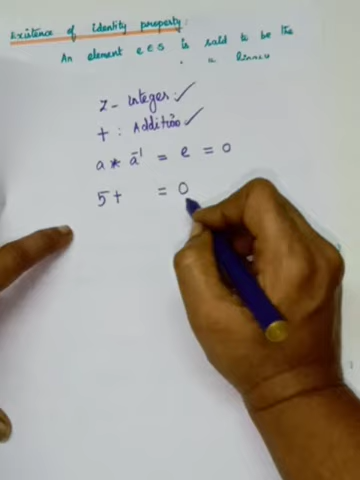 Existence of identity property:
An element e ∈ S is said to be the
a
Z - Integer ✓
+ : Addition ✓
a * a⁻¹ = e = 0
5 + = 0